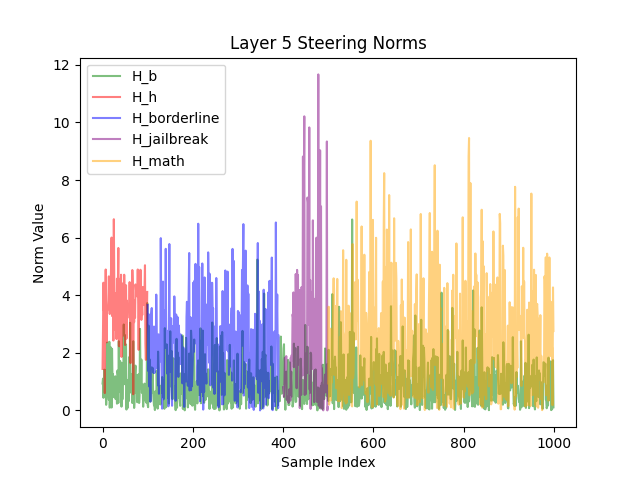 Layer 5 Steering Norms
12
10
8
6
4
2
0
Norm Value
H_b
H_h
H_borderline
H_jailbreak
H_math
0
200
400
600
800
1000
Sample Index